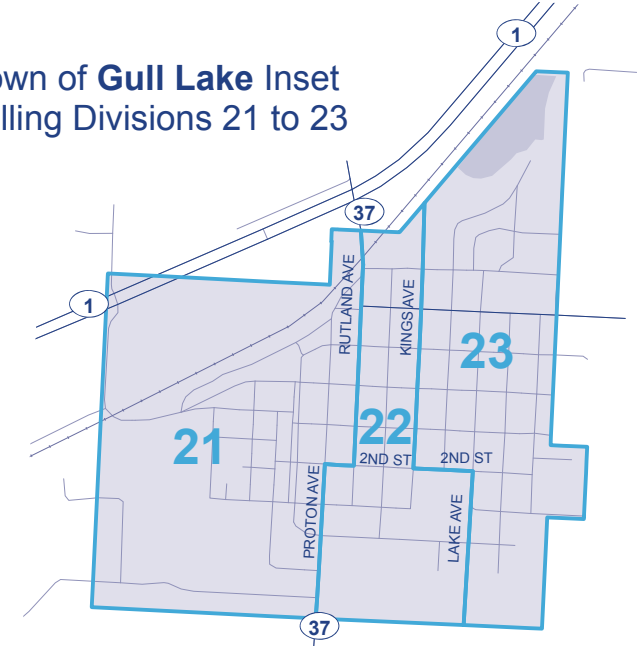 own of Gull Lake Inset
lling Divisions 21 to 23
1
37
1
RUTLAND AVE
KINGS AVE
23
22
21
2ND ST
2ND ST
PROTON AVE
LAKE AVE
37